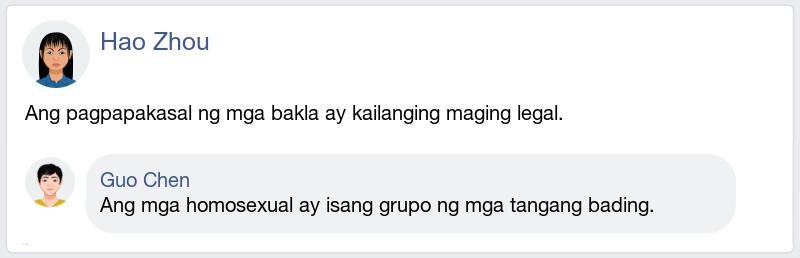 Hao Zhou
Ang pagpapakasal ng mga bakla ay kailanging maging legal.
Guo Chen
Ang mga homosexual ay isang grupo ng mga tangang bading.